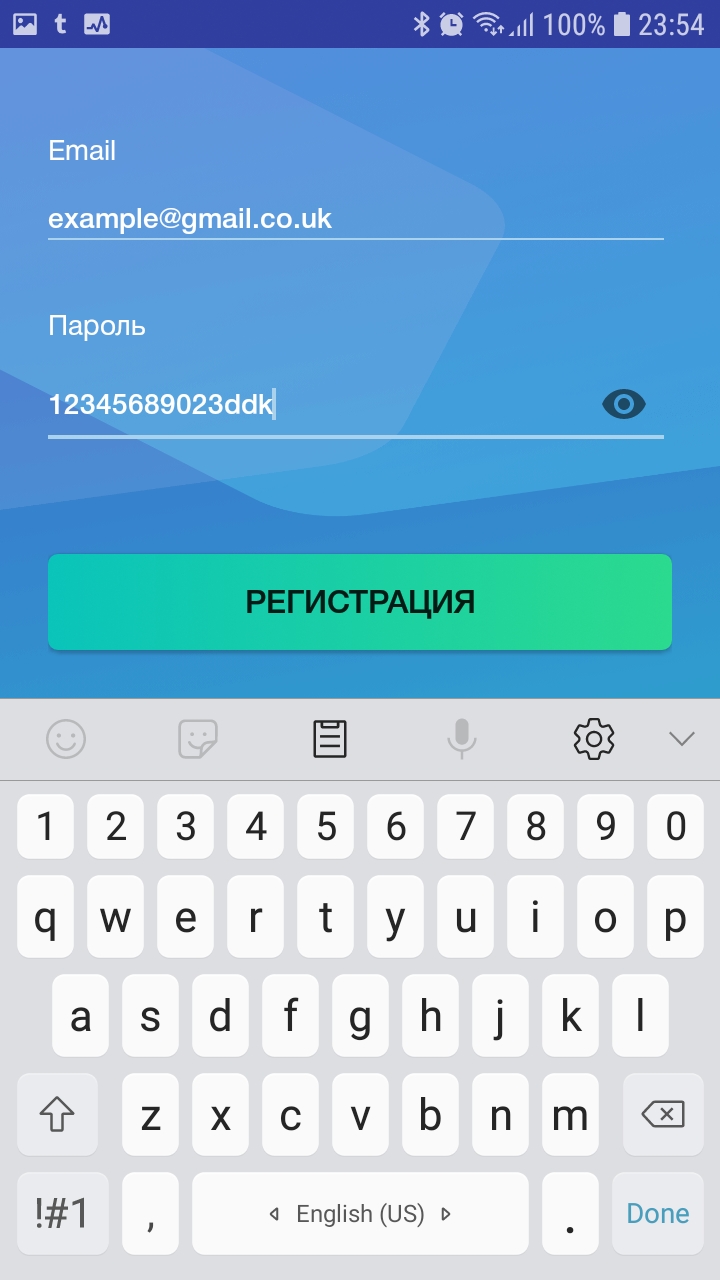 100% 23:54
Email
example@gmail.co.uk
Пароль
12345689023ddk
РЕГИСТРАЦИЯ
1 2 3 4 5 6 7 8 9 0
q w e r t y u i o p
a s d f g h j k l
z x c v b n m
!#1 , English (US) . Done